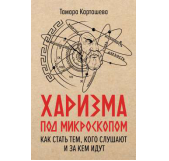 Тамара Карташева
ХАРИЗМА
ПОД МИКРОСКОПОМ
КАК СТАТЬ ТЕМ, КОГО СЛУШАЮТ
И ЗА КЕМ ИДУТ